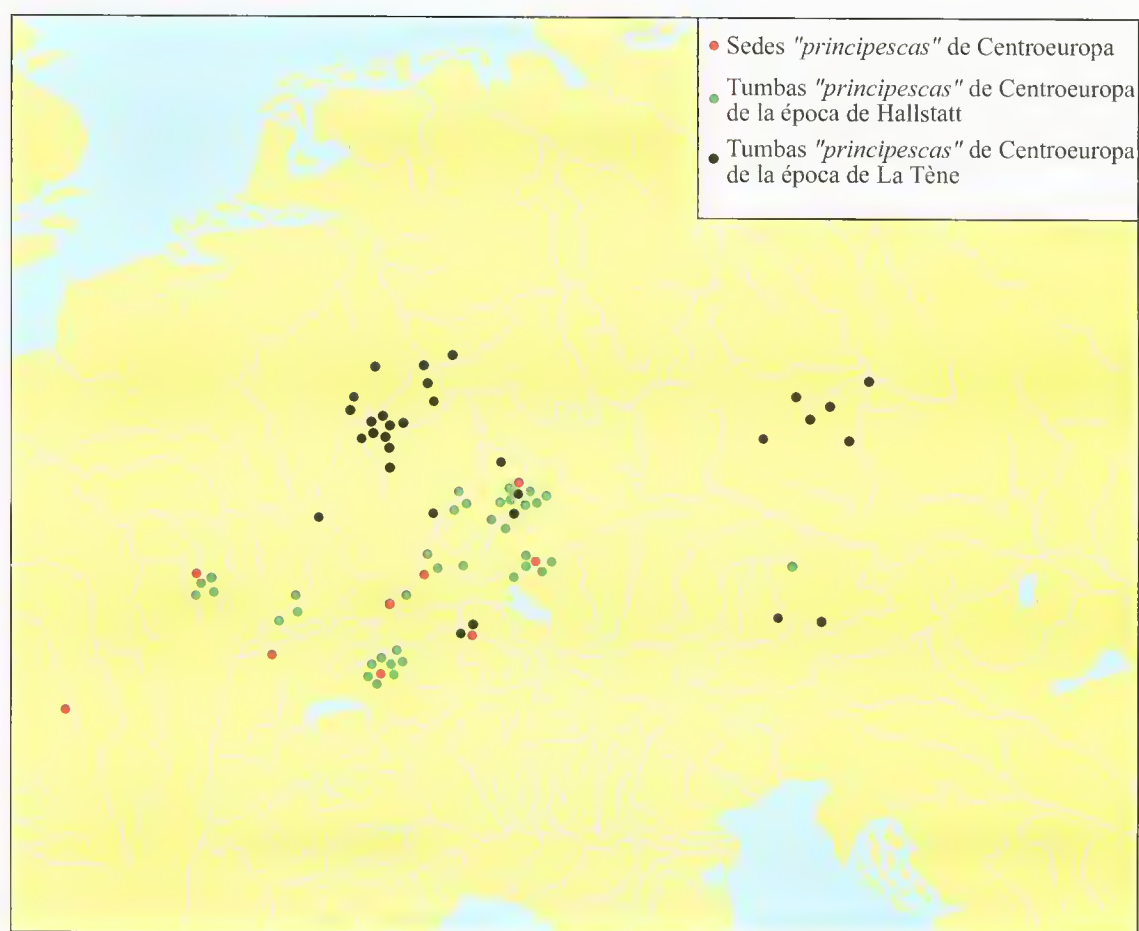 Sedes "principescas" de Centroeuropa
Tumbas "principescas" de Centroeuropa
de la época de Hallstatt
Tumbas "principescas" de Centroeuropa
de la época de La Tène